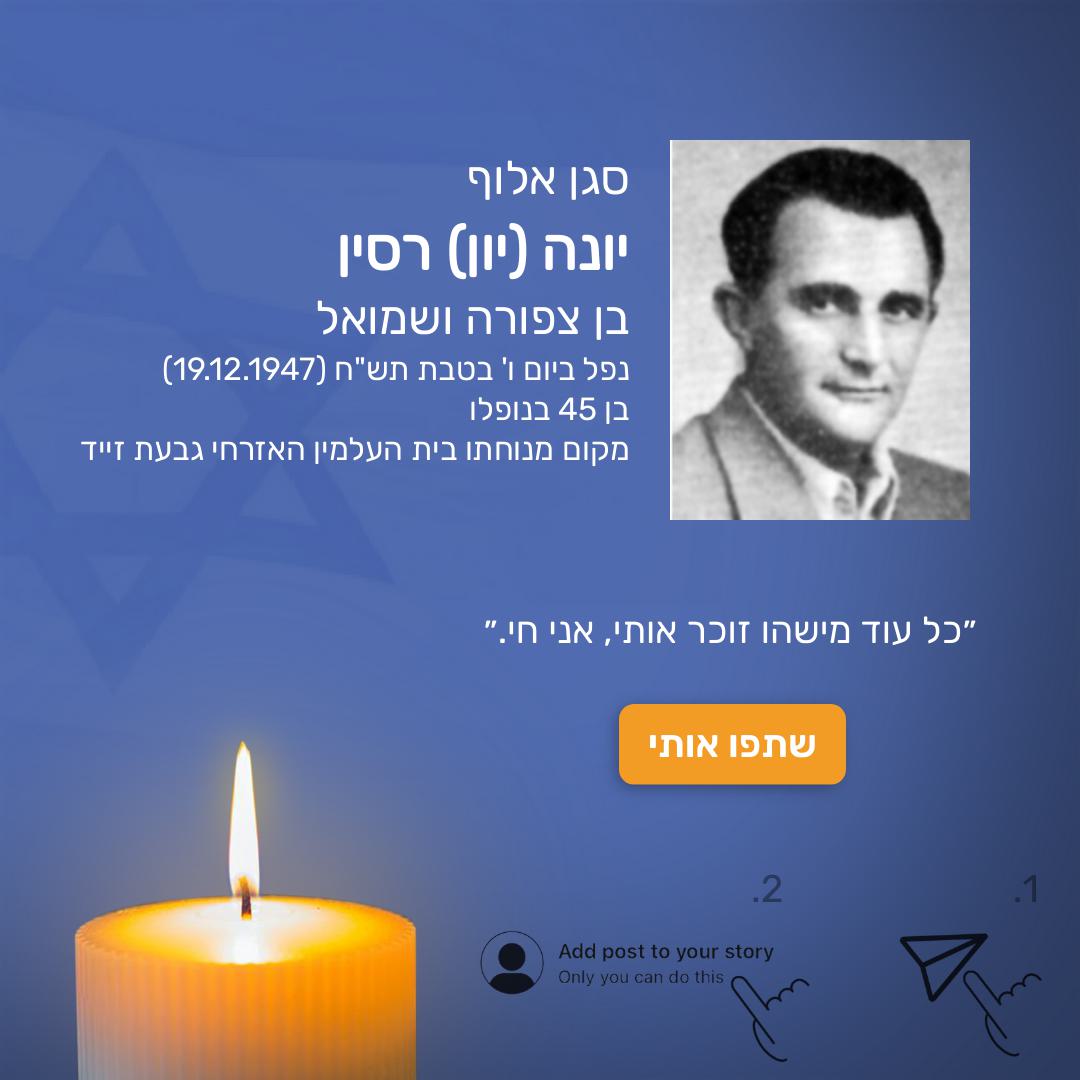 סגן אלוף
יונה (יון) רסין
בן צפורה ושמואל
נפל ביום ו' בטבת תש"ח (19.12.1947)
בן 45 בנופלו
מקום מנוחתו בית העלמין האזרחי גבעת זייד
״כל עוד מישהו זוכר אותי, אני חי.״
שתפו אותי
1.
2.
Add post to your story
Only you can do this